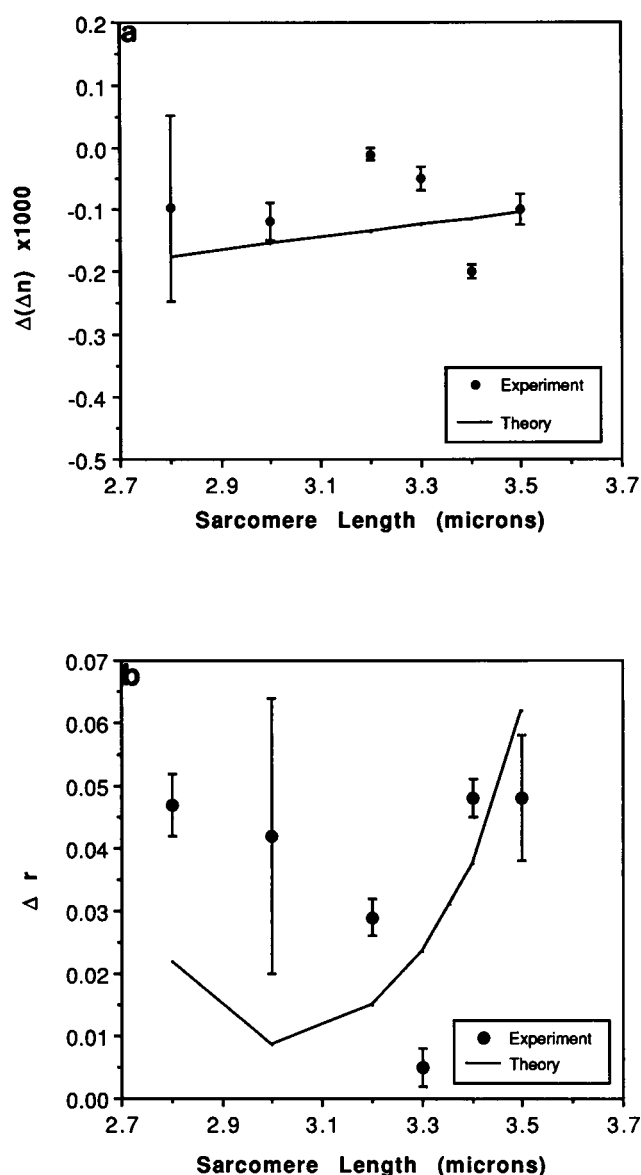 a
0.2
0.1
0.0
-0.1
-0.2
-0.3
-0.4
-0.5
Δ(Δn) x1000
Experiment
Theory
2.7 2.9 3.1 3.3 3.5 3.7
Sarcomere Length (microns)
b
0.07
0.06
0.05
0.04
0.03
0.02
0.01
0.00
Δ r
Experiment
Theory
2.7 2.9 3.1 3.3 3.5 3.7
Sarcomere Length (microns)